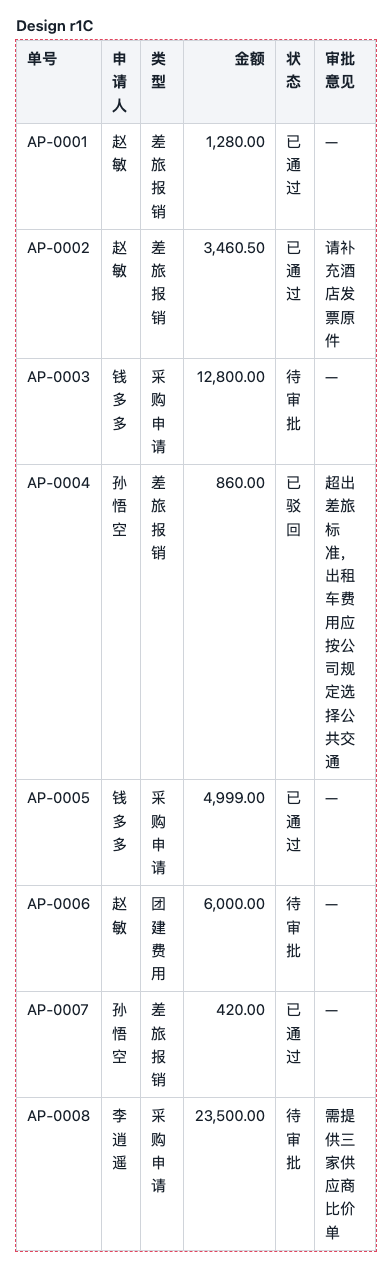 Design r1C
单号 申请人 类型 金额 状态 审批意见
AP-0001 赵敏 差旅报销 1,280.00 已通过 —
AP-0002 赵敏 差旅报销 3,460.50 已通过 请补充酒店发票原件
AP-0003 钱多多 采购申请 12,800.00 待审批 —
AP-0004 孙悟空 差旅报销 860.00 已驳回 超出差旅标准，出租车费用应按公司规定选择公共交通
AP-0005 钱多多 采购申请 4,999.00 已通过 —
AP-0006 赵敏 团建费用 6,000.00 待审批 —
AP-0007 孙悟空 差旅报销 420.00 已通过 —
AP-0008 李逍遥 采购申请 23,500.00 待审批 需提供三家供应商比价单